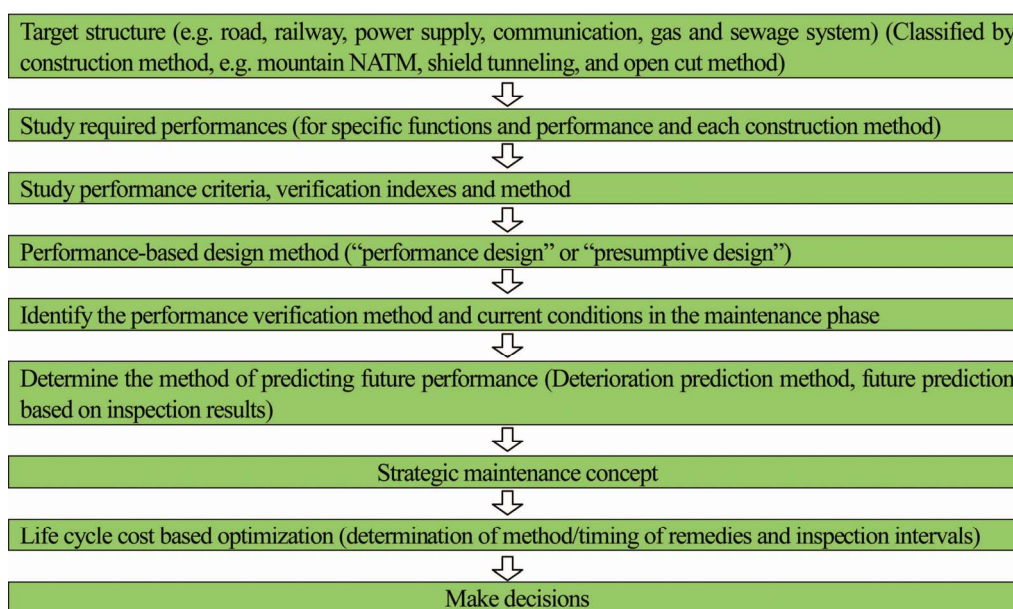 Target structure (e.g. road, railway, power supply, communication, gas and sewage system) (Classified by
construction method, e.g. mountain NATM, shield tunneling, and open cut method)
Study required performances (for specific functions and performance and each construction method)
Study performance criteria, verification indexes and method
Performance-based design method (“performance design” or “presumptive design”)
Identify the performance verification method and current conditions in the maintenance phase
Determine the method of predicting future performance (Deterioration prediction method, future prediction
based on inspection results)
Strategic maintenance concept
Life cycle cost based optimization (determination of method/timing of remedies and inspection intervals)
Make decisions